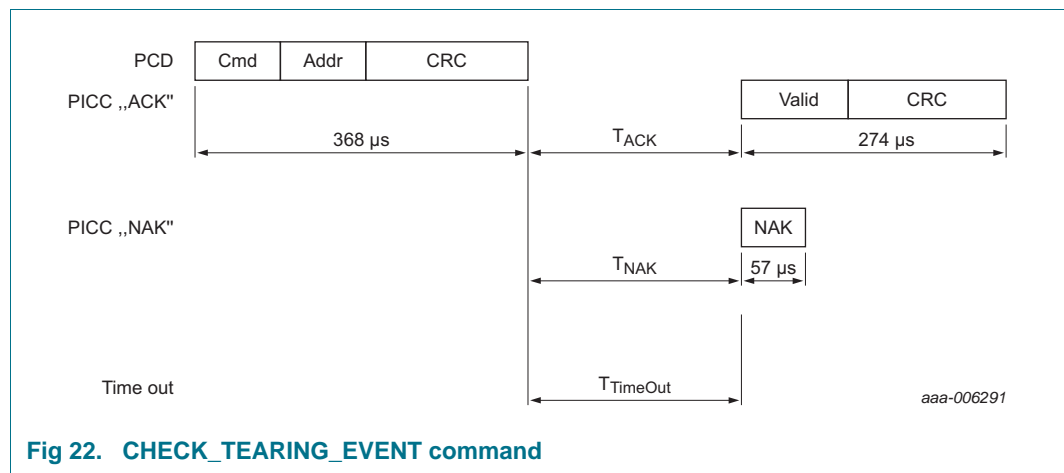 PCD Cmd Addr CRC
PICC ,,ACK" Valid CRC
368 μs TACK 274 μs
PICC ,,NAK" NAK
TNAK 57 μs
Time out TTimeOut aaa-006291
Fig 22. CHECK_TEARING_EVENT command